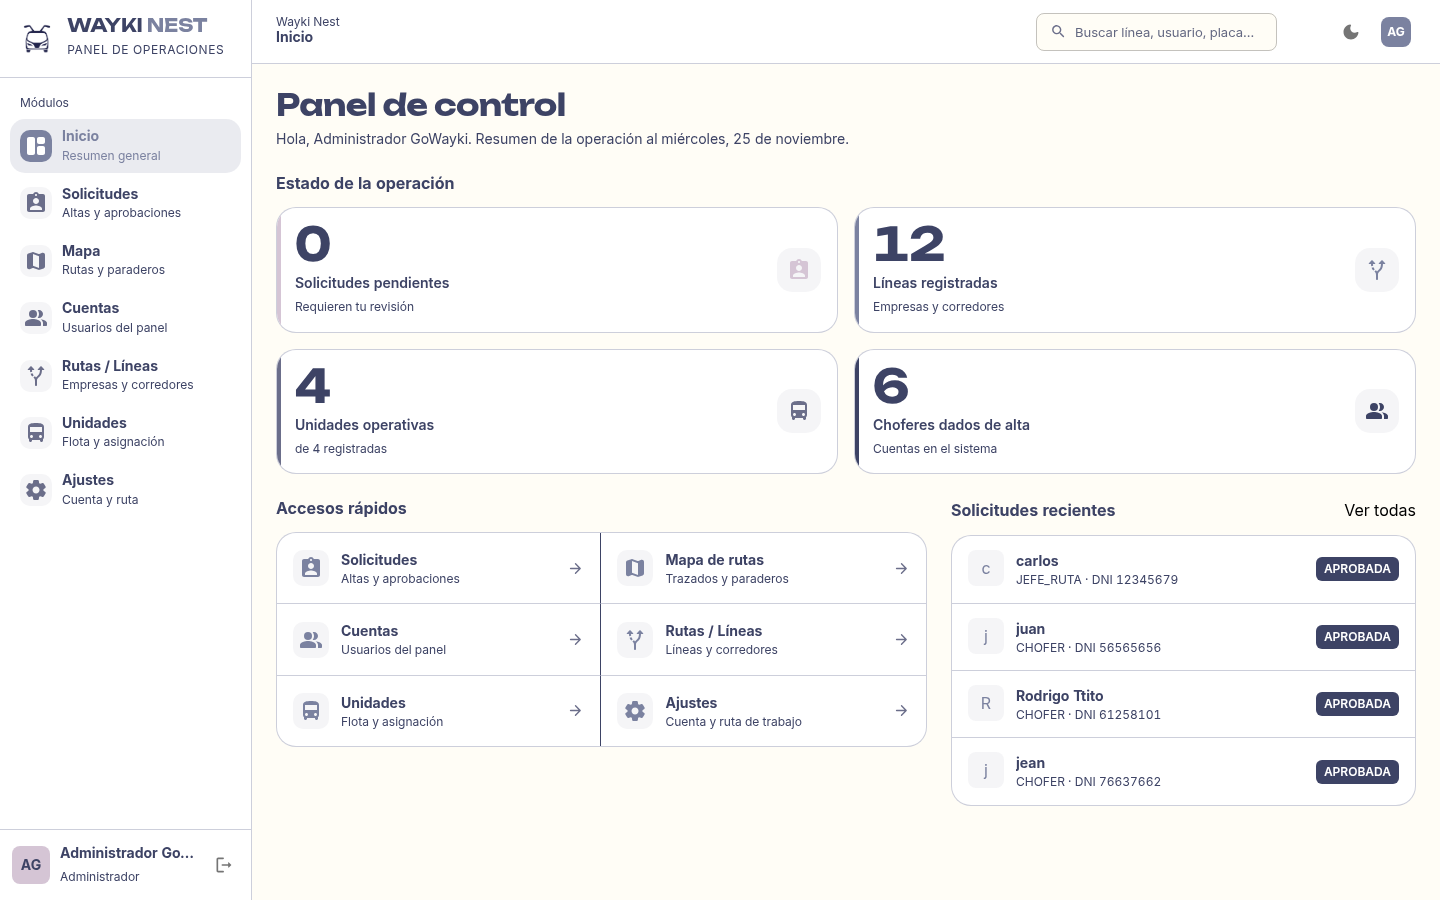 WAYKI NEST
PANEL DE OPERACIONES
Módulos
Inicio
Resumen general
Solicitudes
Altas y aprobaciones
Mapa
Rutas y paraderos
Cuentas
Usuarios del panel
Rutas / Líneas
Empresas y corredores
Unidades
Flota y asignación
Ajustes
Cuenta y ruta
AG
Administrador Go...
Administrador
Wayki Nest
Inicio
Buscar línea, usuario, placa...
AG
Panel de control
Hola, Administrador GoWayki. Resumen de la operación al miércoles, 25 de noviembre.
Estado de la operación
0
Solicitudes pendientes
Requieren tu revisión
12
Líneas registradas
Empresas y corredores
4
Unidades operativas
de 4 registradas
6
Choferes dados de alta
Cuentas en el sistema
Accesos rápidos
Solicitudes
Altas y aprobaciones
Mapa de rutas
Trazados y paraderos
Cuentas
Usuarios del panel
Rutas / Líneas
Líneas y corredores
Unidades
Flota y asignación
Ajustes
Cuenta y ruta de trabajo
Solicitudes recientes
Ver todas
c
carlos
JEFE_RUTA · DNI 12345679
APROBADA
j
juan
CHOFER · DNI 56565656
APROBADA
R
Rodrigo Ttito
CHOFER · DNI 61258101
APROBADA
j
jean
CHOFER · DNI 76637662
APROBADA